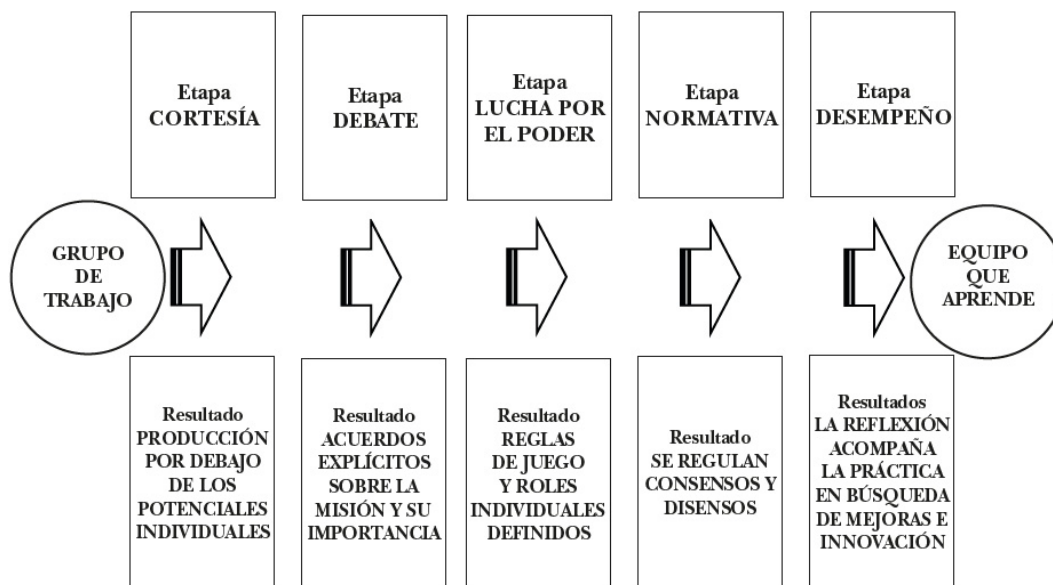 Etapa
CORTESÍA
Etapa
DEBATE
Etapa
LUCHA POR
EL PODER
Etapa
NORMATIVA
Etapa
DESEMPEÑO
GRUPO
DE
TRABAJO
EQUIPO
QUE
APRENDE
Resultado
PRODUCCIÓN
POR DEBAJO
DE LOS
POTENCIALES
INDIVIDUALES
Resultado
ACUERDOS
EXPLÍCITOS
SOBRE LA
MISIÓN Y SU
IMPORTANCIA
Resultado
REGLAS
DE JUEGO
Y ROLES
INDIVIDUALES
DEFINIDOS
Resultado
SE REGULAN
CONSENSOS Y
DISENSOS
Resultados
LA REFLEXIÓN
ACOMPAÑA
LA PRÁCTICA
EN BÚSQUEDA
DE MEJORAS E
INNOVACIÓN